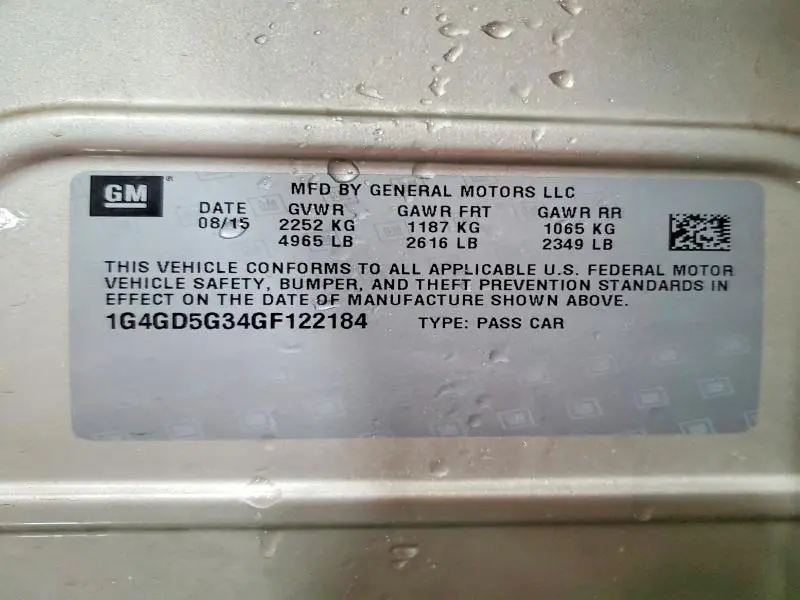 GM ® MFD BY GENERAL MOTORS LLC
DATE GVWR GAWR FRT GAWR RR
08/15 2252 KG 1187 KG 1065 KG
4965 LB 2616 LB 2349 LB
THIS VEHICLE CONFORMS TO ALL APPLICABLE U.S. FEDERAL MOTOR
VEHICLE SAFETY, BUMPER, AND THEFT PREVENTION STANDARDS IN
EFFECT ON THE DATE OF MANUFACTURE SHOWN ABOVE.
1G4GD5G34GF122184 TYPE: PASS CAR